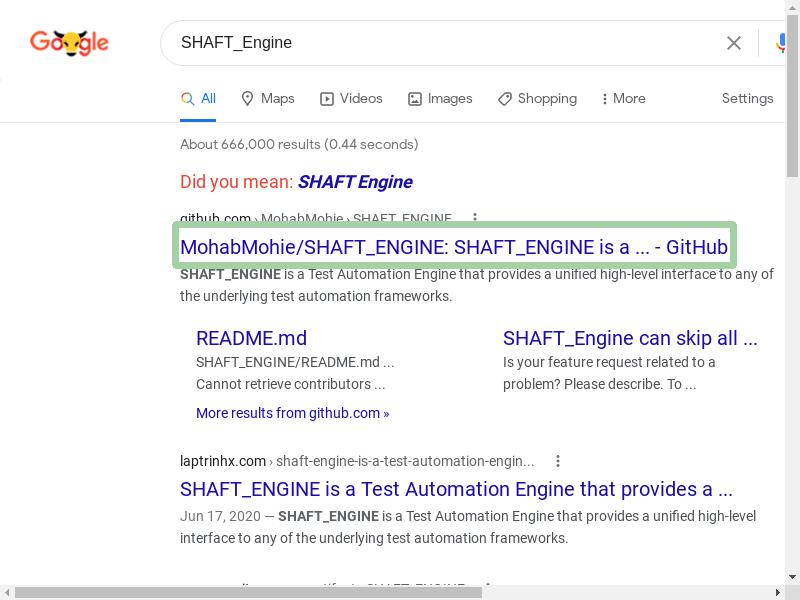 Google
SHAFT_Engine
All Maps Videos Images Shopping More Settings
About 666,000 results (0.44 seconds)
Did you mean: SHAFT Engine
github.com › MohabMohie › SHAFT_ENGINE
MohabMohie/SHAFT_ENGINE: SHAFT_ENGINE is a ... - GitHub
SHAFT_ENGINE is a Test Automation Engine that provides a unified high-level interface to any of
the underlying test automation frameworks.
README.md
SHAFT_ENGINE/README.md ...
Cannot retrieve contributors ...
SHAFT_Engine can skip all ...
Is your feature request related to a
problem? Please describe. To ...
More results from github.com »
laptrinhx.com › shaft-engine-is-a-test-automation-engin...
SHAFT_ENGINE is a Test Automation Engine that provides a ...
Jun 17, 2020 — SHAFT_ENGINE is a Test Automation Engine that provides a unified high-level
interface to any of the underlying test automation frameworks.